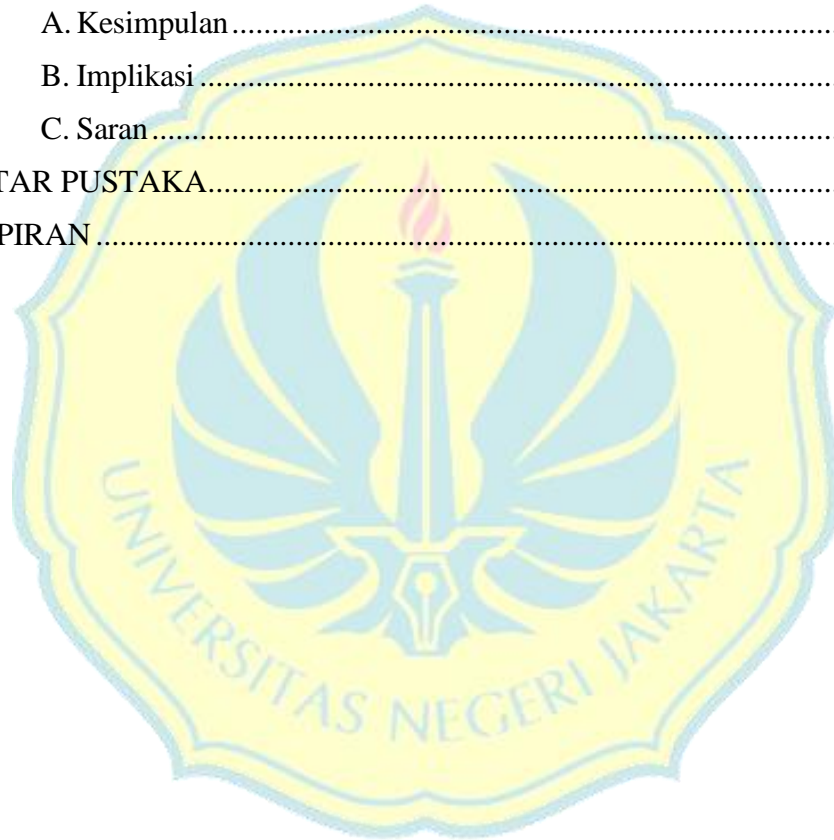 A. Kesimpulan................................................................................
B. Implikasi....................................................................................
C. Saran..........................................................................................
TAR PUSTAKA..................................................................................
PIRAN................................................................................................
UNIVERSITAS NEGERI JAKARTA